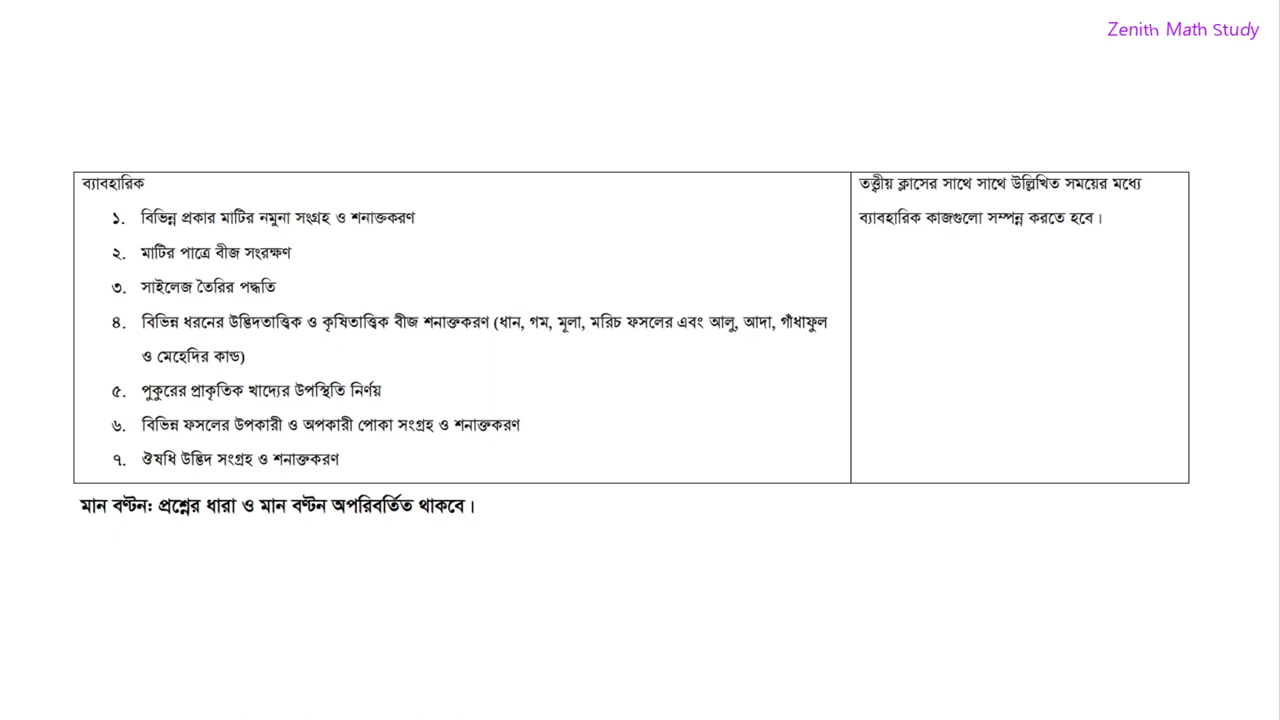 Zenith Math Study
ব্যাবহারিক
১. বিভিন্ন প্রকার মাটির নমুনা সংগ্রহ ও শনাক্তকরণ
২. মাটির পাত্রে বীজ সংরক্ষণ
৩. সাইলেজ তৈরির পদ্ধতি
৪. বিভিন্ন ধরনের উদ্ভিদতাত্ত্বিক ও কৃষিতাত্ত্বিক বীজ শনাক্তকরণ (ধান, গম, মূলা, মরিচ ফসলের এবং আলু, আদা, গাঁধাফুল
ও মেহেদির কান্ড)
৫. পুকুরের প্রাকৃতিক খাদ্যের উপস্থিতি নির্ণয়
৬. বিভিন্ন ফসলের উপকারী ও অপকারী পোকা সংগ্রহ ও শনাক্তকরণ
৭. ঔষধি উদ্ভিদ সংগ্রহ ও শনাক্তকরণ
তত্ত্বীয় ক্লাসের সাথে সাথে উল্লিখিত সময়ের মধ্যে
ব্যাবহারিক কাজগুলো সম্পন্ন করতে হবে।
মান বণ্টন: প্রশ্নের ধারা ও মান বণ্টন অপরিবর্তিত থাকবে।